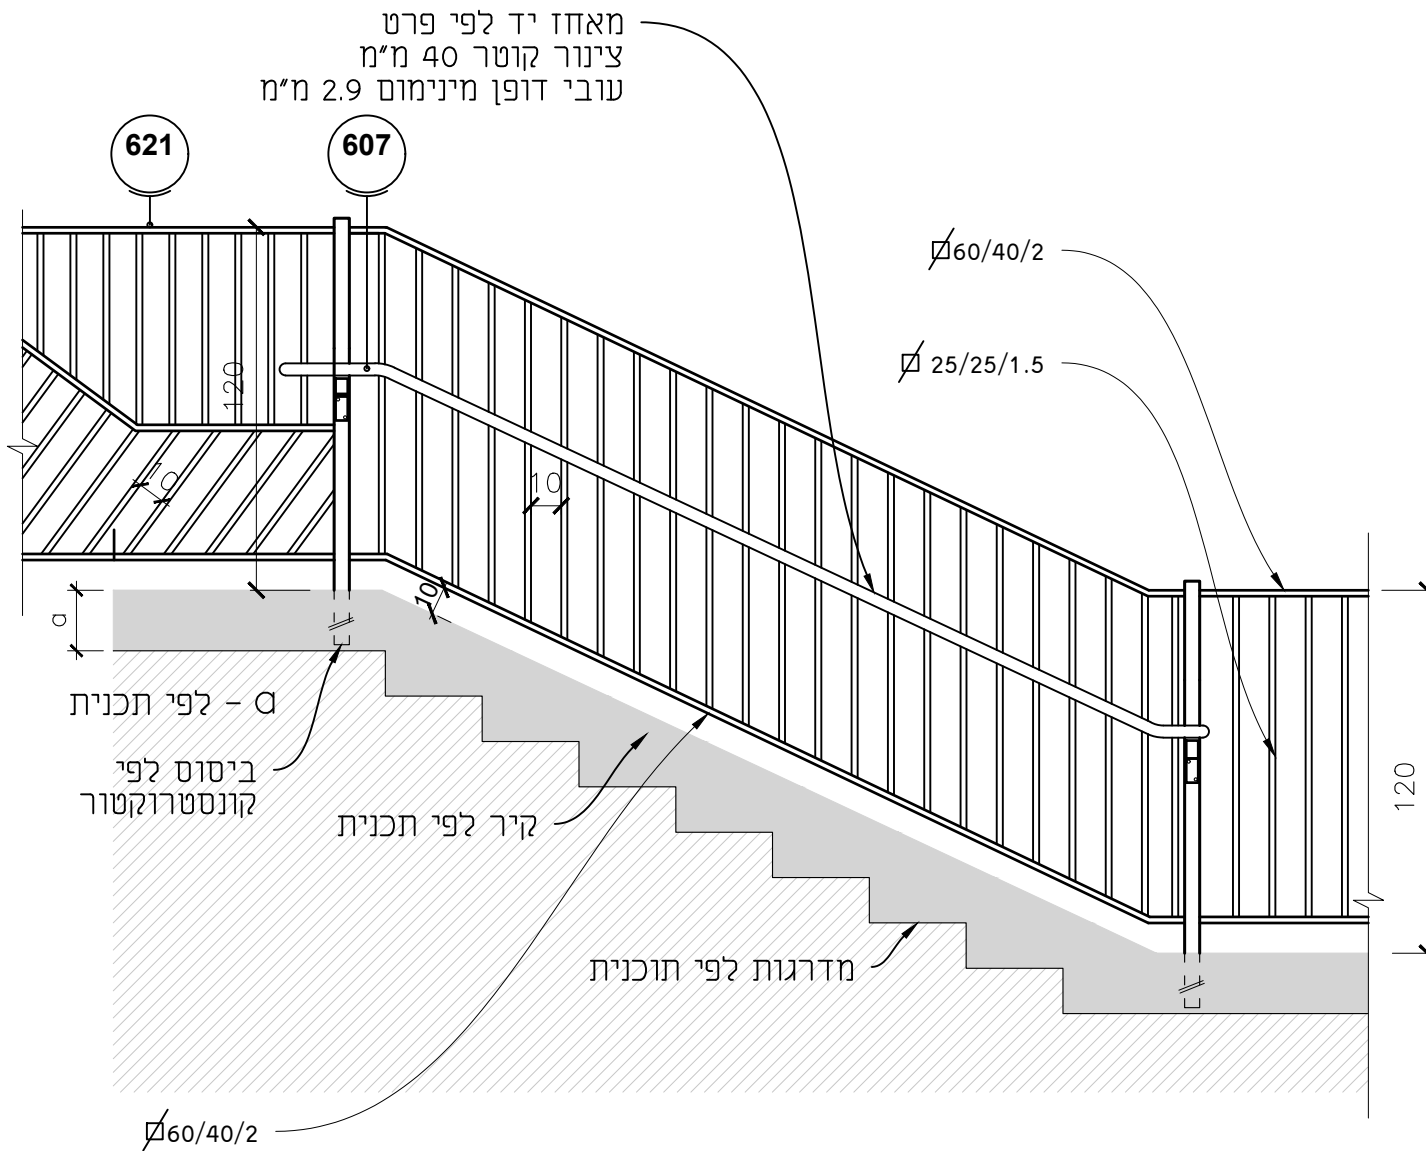 מאחז יד לפי פרט
צינור קוטר 40 מ"מ
עובי דופן מינימום 2.9 מ"מ
621
607
60/40/2
25/25/1.5
120
10
10
10
a
a - לפי תכנית
ביסוס לפי
קונסטרוקטור
קיר לפי תכנית
מדרגות לפי תוכנית
120
60/40/2